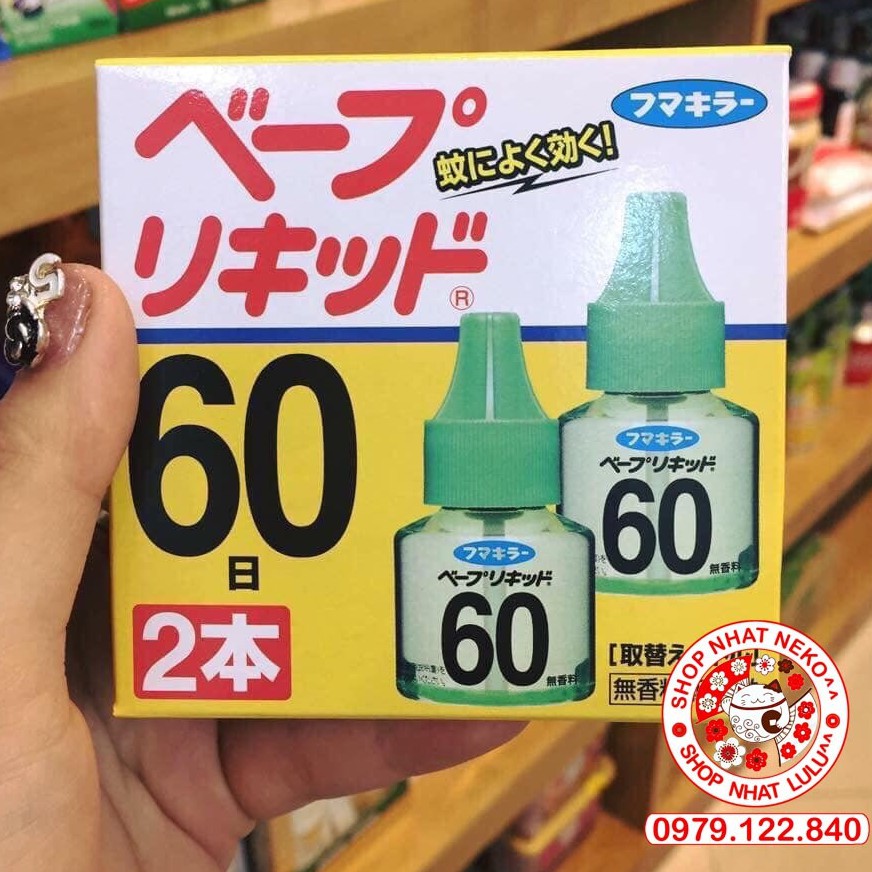 ベープ
リキッド®
フマキラー
蚊によく効く!
60
日
2本
フマキラー
ベープリキッド
60
無香料
フマキラー
ベープリキッド
60
無香料
[取替え
無香料
SHOP NHAT NEKO^^
SHOP NHAT LULU^^
0979.122.840